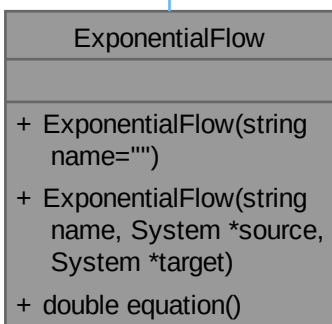 ExponentialFlow
+ ExponentialFlow(string
name="")
+ ExponentialFlow(string
name, System *source,
System *target)
+ double equation()